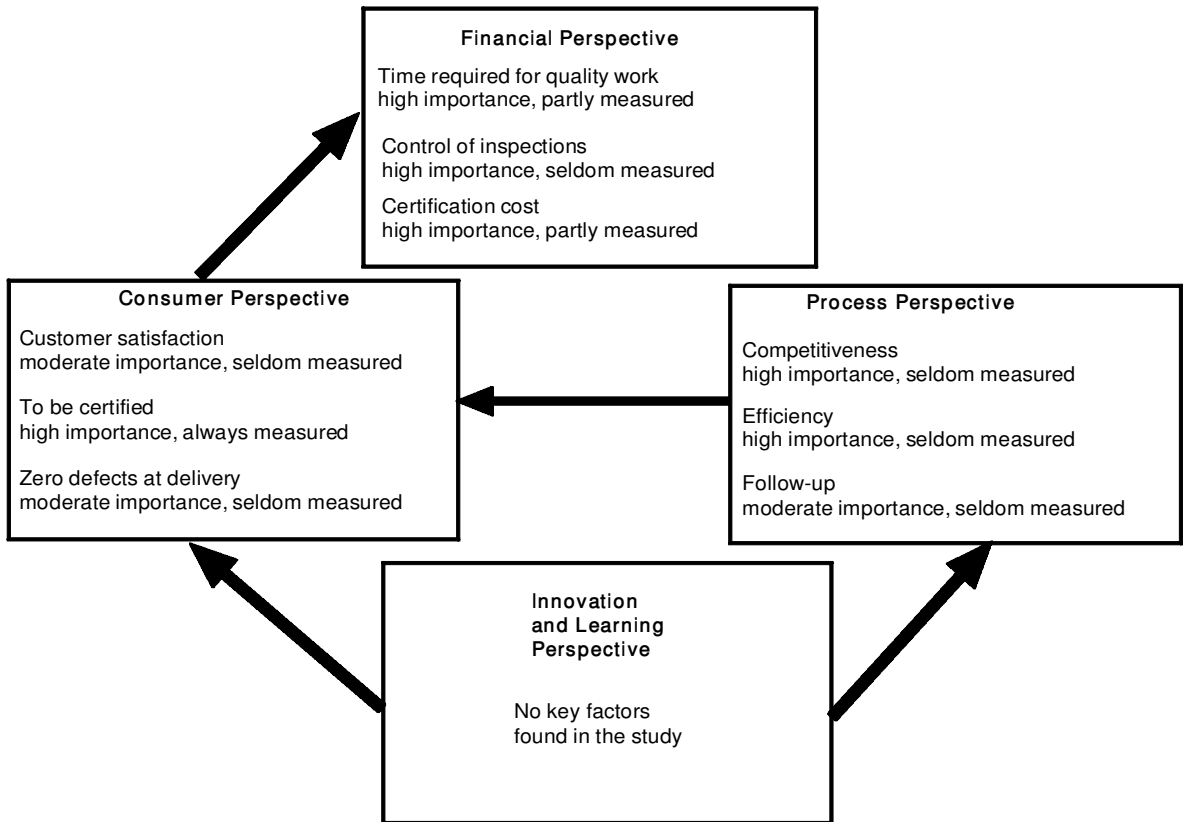 Financial Perspective
Time required for quality work
high importance, partly measured
Control of inspections
high importance, seldom measured
Certification cost
high importance, partly measured
Consumer Perspective
Customer satisfaction
moderate importance, seldom measured
To be certified
high importance, always measured
Zero defects at delivery
moderate importance, seldom measured
Process Perspective
Competitiveness
high importance, seldom measured
Efficiency
high importance, seldom measured
Follow-up
moderate importance, seldom measured
Innovation
and Learning
Perspective
No key factors
found in the study